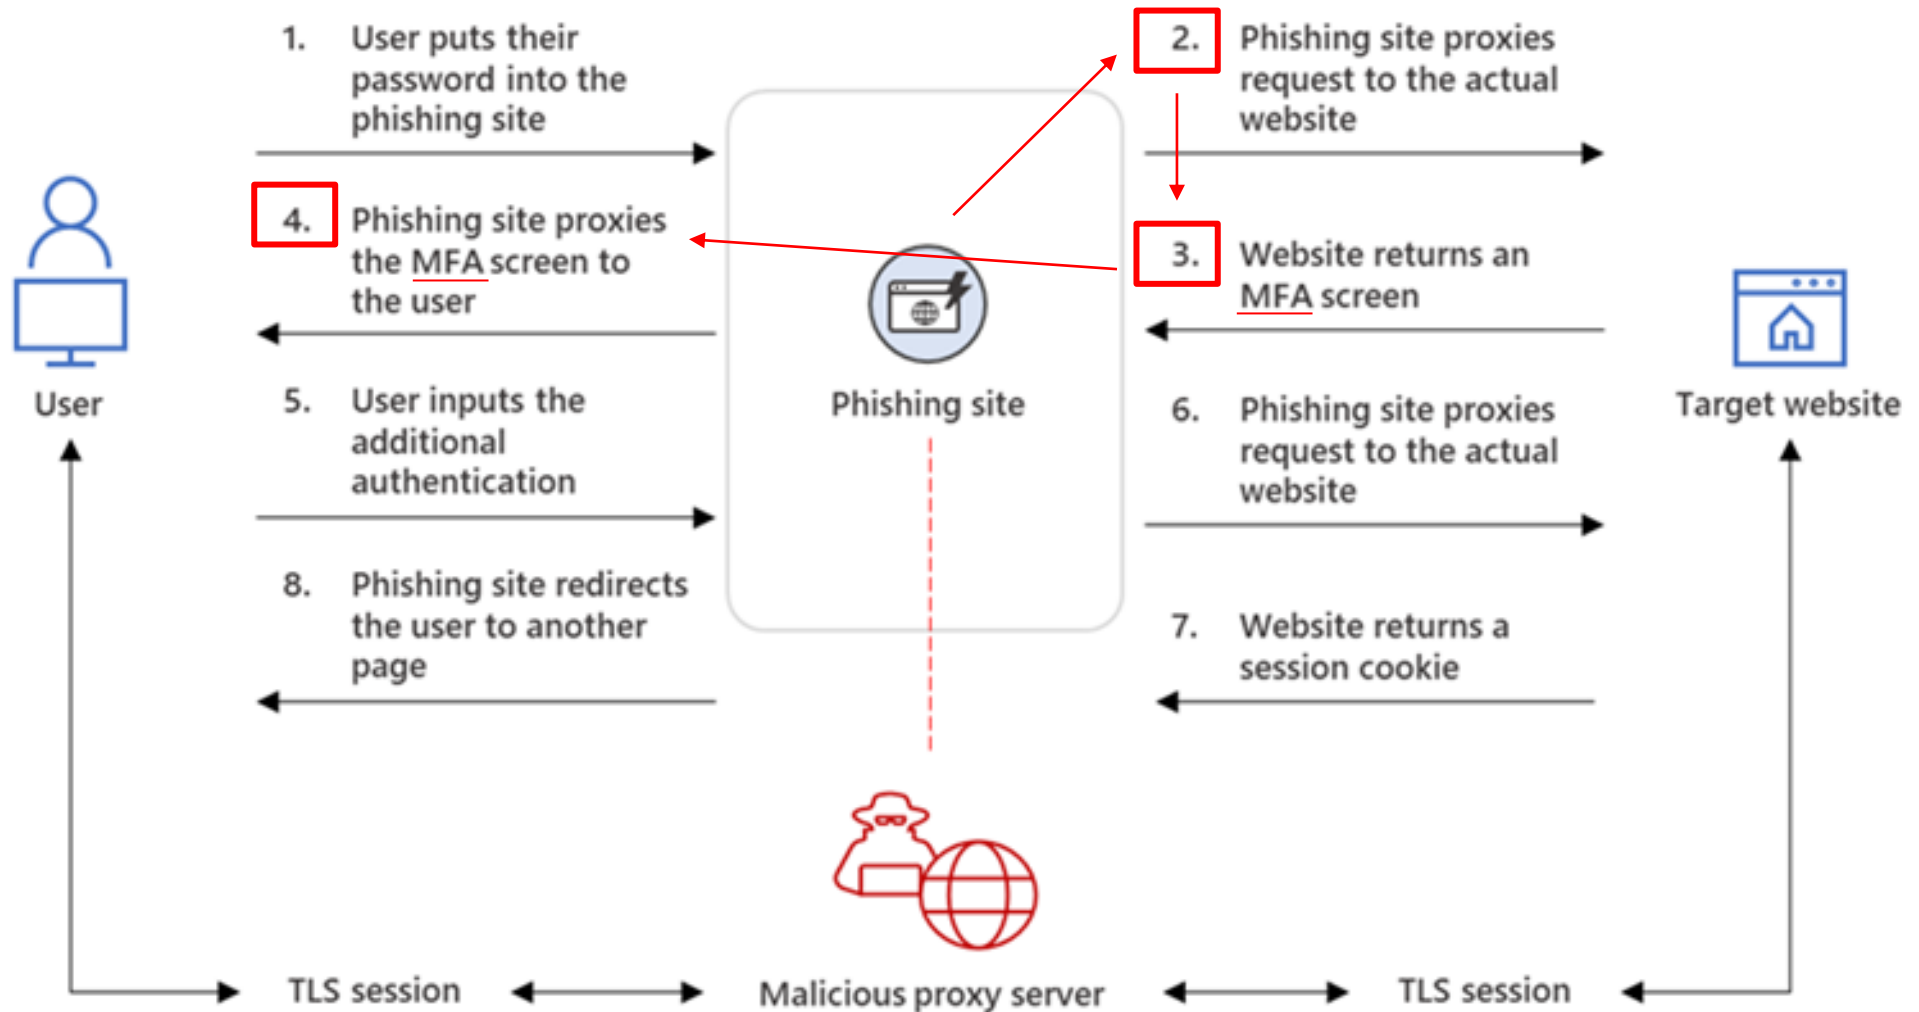 1. User puts their
password into the
phishing site
2. Phishing site proxies
request to the actual
website
4. Phishing site proxies
the MFA screen to
the user
3. Website returns an
MFA screen
User
Phishing site
Target website
5. User inputs the
additional
authentication
6. Phishing site proxies
request to the actual
website
8. Phishing site redirects
the user to another
page
7. Website returns a
session cookie
TLS session
Malicious proxy server
TLS session